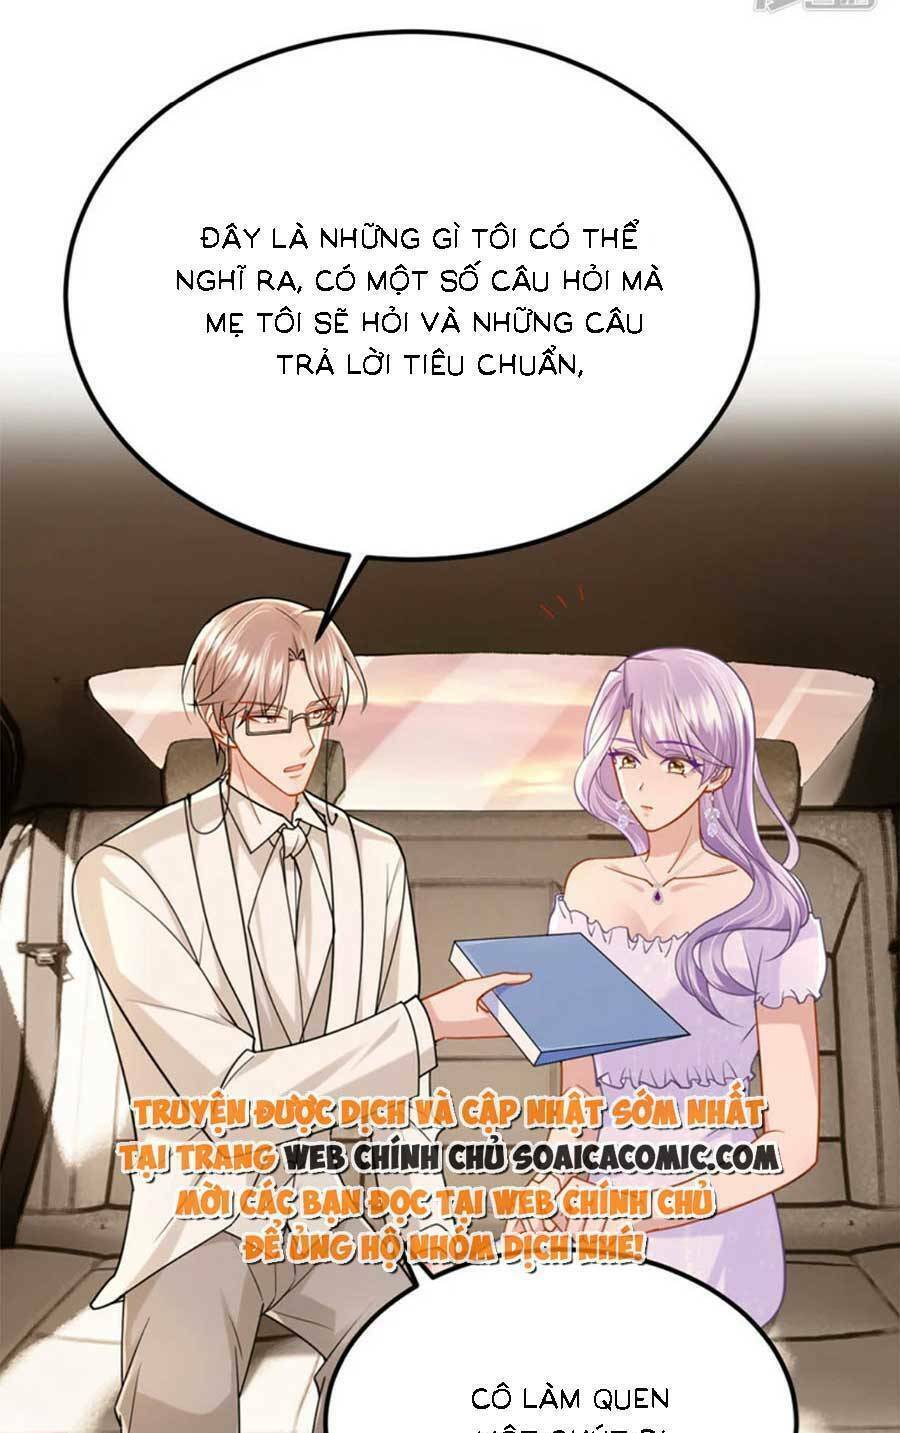 ĐÂY LÀ NHỮNG GÌ TÔI CÓ THỂ
NGHĨ RA, CÓ MỘT SỐ CÂU HỎI MÀ
MẸ TÔI SẼ HỎI VÀ NHỮNG CÂU
TRẢ LỜI TIÊU CHUẨN,
TRUYỆN ĐƯỢC DỊCH VÀ CẬP NHẬT SỚM NHẤT
TẠI TRANG WEB CHÍNH CHỦ SOAICACOMIC.COM
MỜI CÁC BẠN ĐỌC TẠI WEB CHÍNH CHỦ
ĐỂ ỦNG HỘ NHÓM DỊCH NHÉ!
CÔ LÀM QUEN